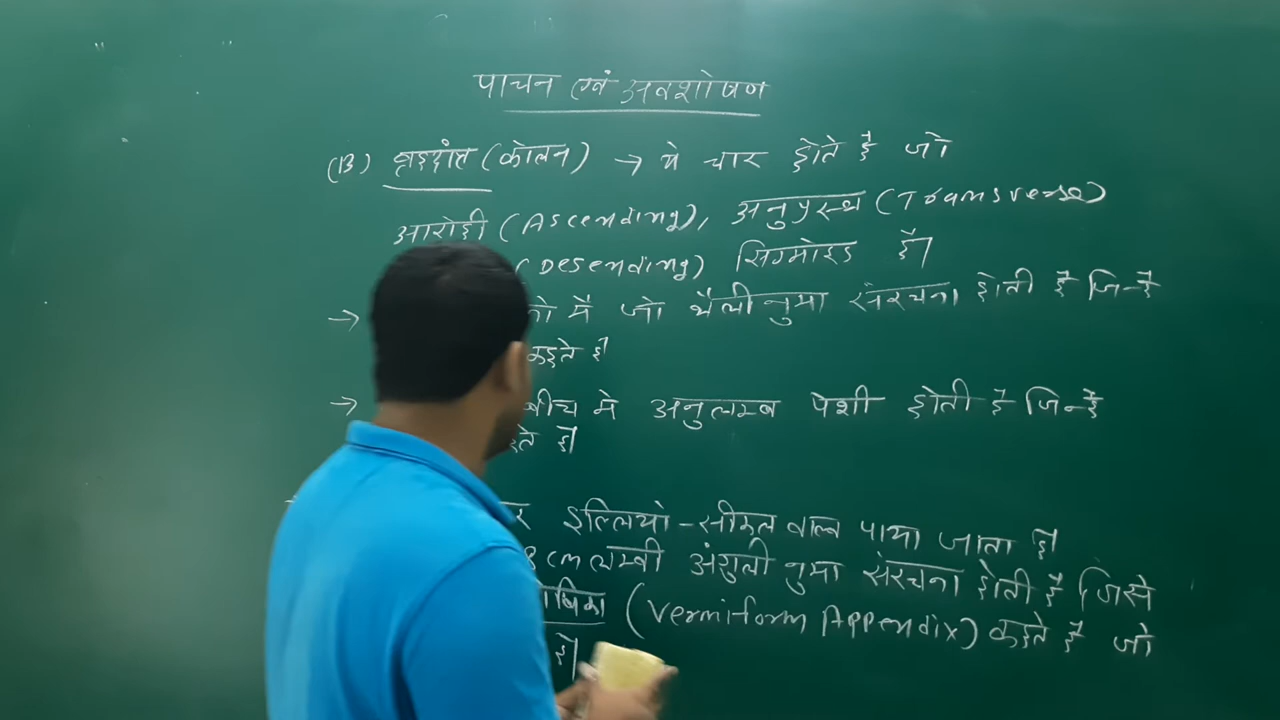 पाचन एवं अवशोषण
(B) वृहदांत्र (कोलन) → ये चार होते है जो
आरोही (Ascending), अनुप्रस्थ (Transverse)
(Desending) सिग्मोइड है।
→ में जो थैलीनुमा संरचना होती है जिन्हें
कहते है।
→ बीच मे अनुलम्ब पेशी होती है जिन्हें
है।
इल्लियो-सीकल वाल्व पाया जाता है।
8 cm लम्बी अंगुली नुमा संरचना होती है जिसे
(Vermiform Appendix) कहते है जो
है।